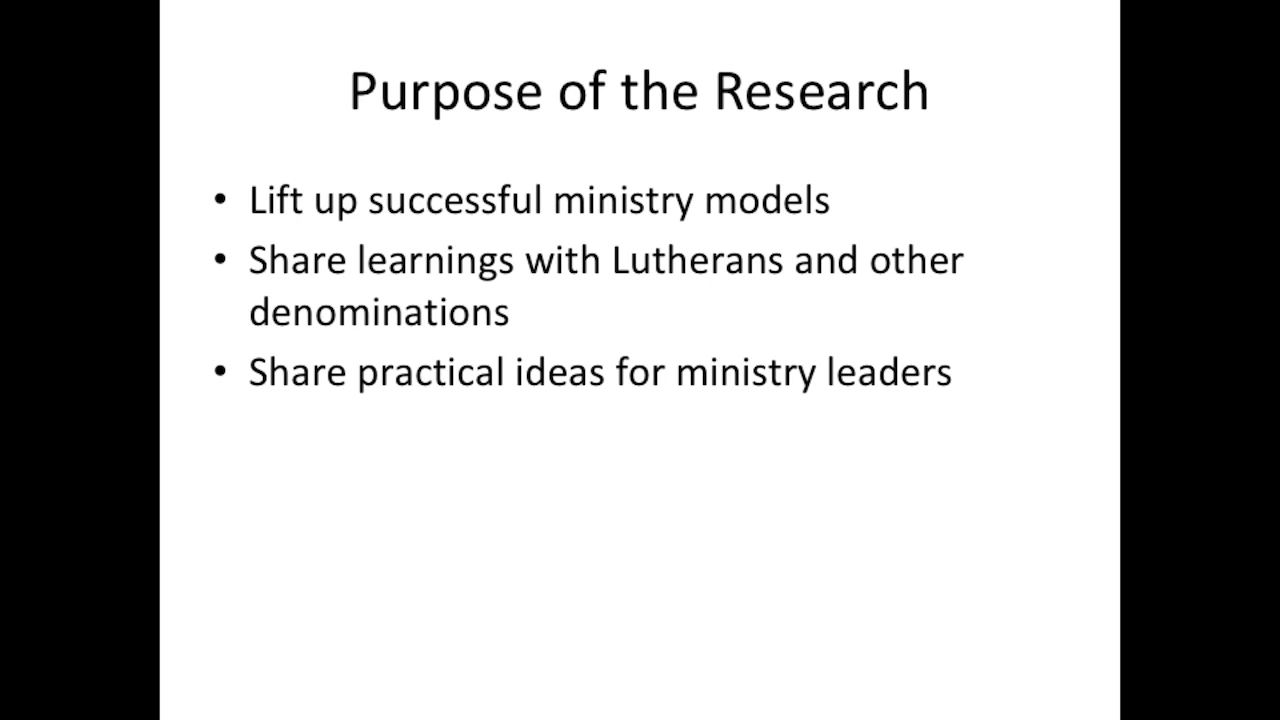 Purpose of the Research
• Lift up successful ministry models
• Share learnings with Lutherans and other
denominations
• Share practical ideas for ministry leaders